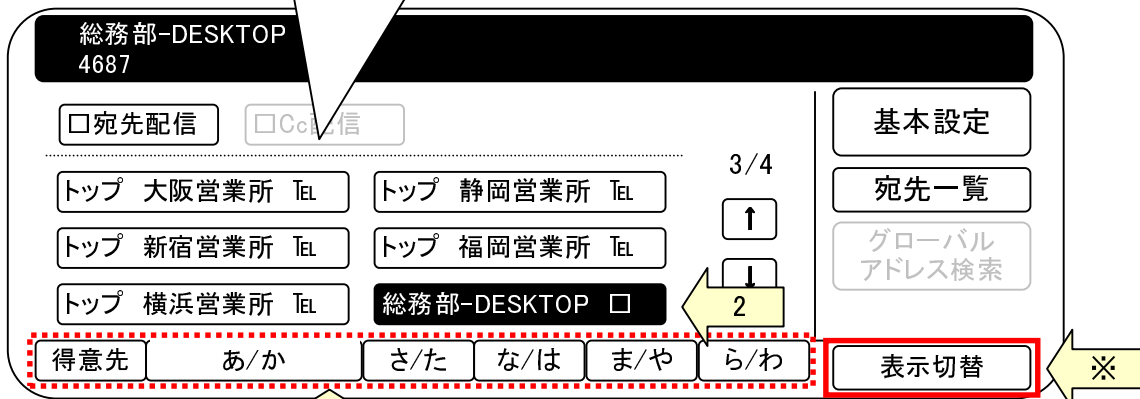 総務部-DESKTOP
4687
□宛先配信
□Cc配信
基本設定
3/4
トップ 大阪営業所 ℡
トップ 静岡営業所 ℡
宛先一覧
↑
トップ 新宿営業所 ℡
トップ 福岡営業所 ℡
グローバル
アドレス検索
↓
トップ 横浜営業所 ℡
総務部-DESKTOP □
2
得意先
あ/か
さ/た
な/は
ま/や
ら/わ
表示切替
※